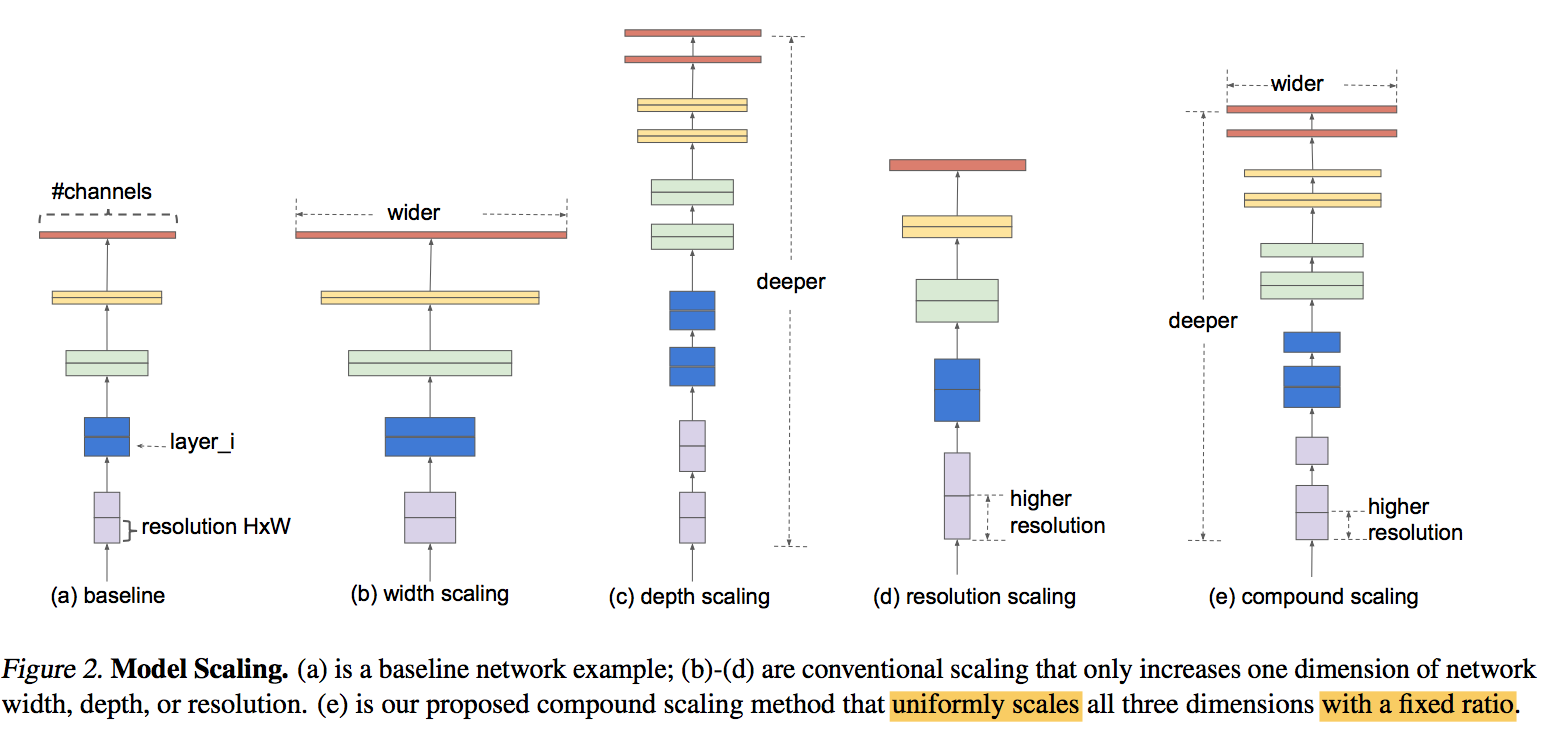 #channels
layer_i
resolution HxW
(a) baseline
wider
(b) width scaling
deeper
(c) depth scaling
higher
resolution
(d) resolution scaling
wider
deeper
higher
resolution
(e) compound scaling
Figure 2. Model Scaling. (a) is a baseline network example; (b)-(d) are conventional scaling that only increases one dimension of network
width, depth, or resolution. (e) is our proposed compound scaling method that uniformly scales all three dimensions with a fixed ratio.